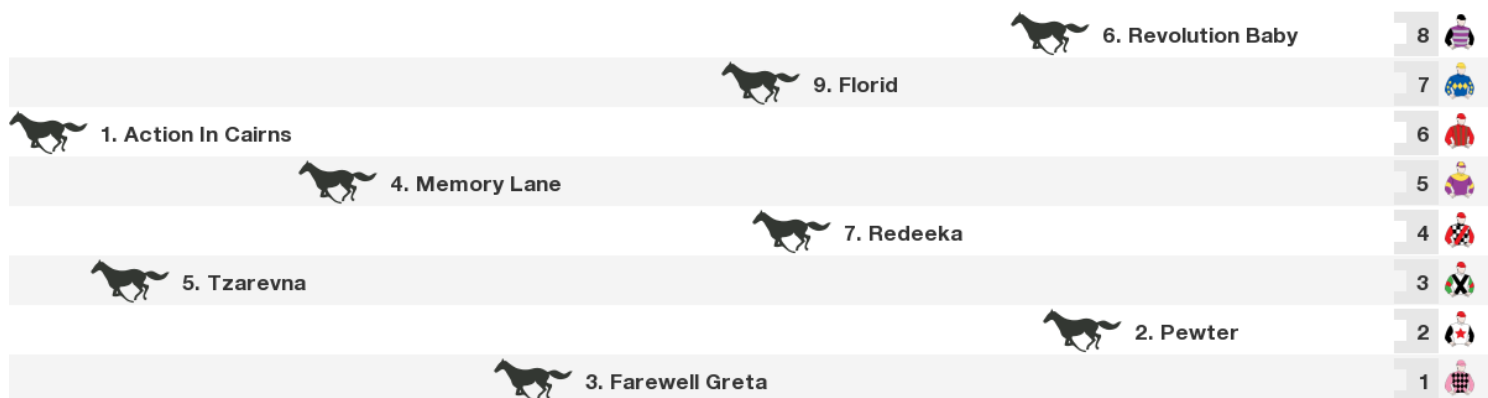 6. Revolution Baby 8
9. Florid 7
1. Action In Cairns 6
4. Memory Lane 5
7. Redeeka 4
5. Tzarevna 3
2. Pewter 2
3. Farewell Greta 1